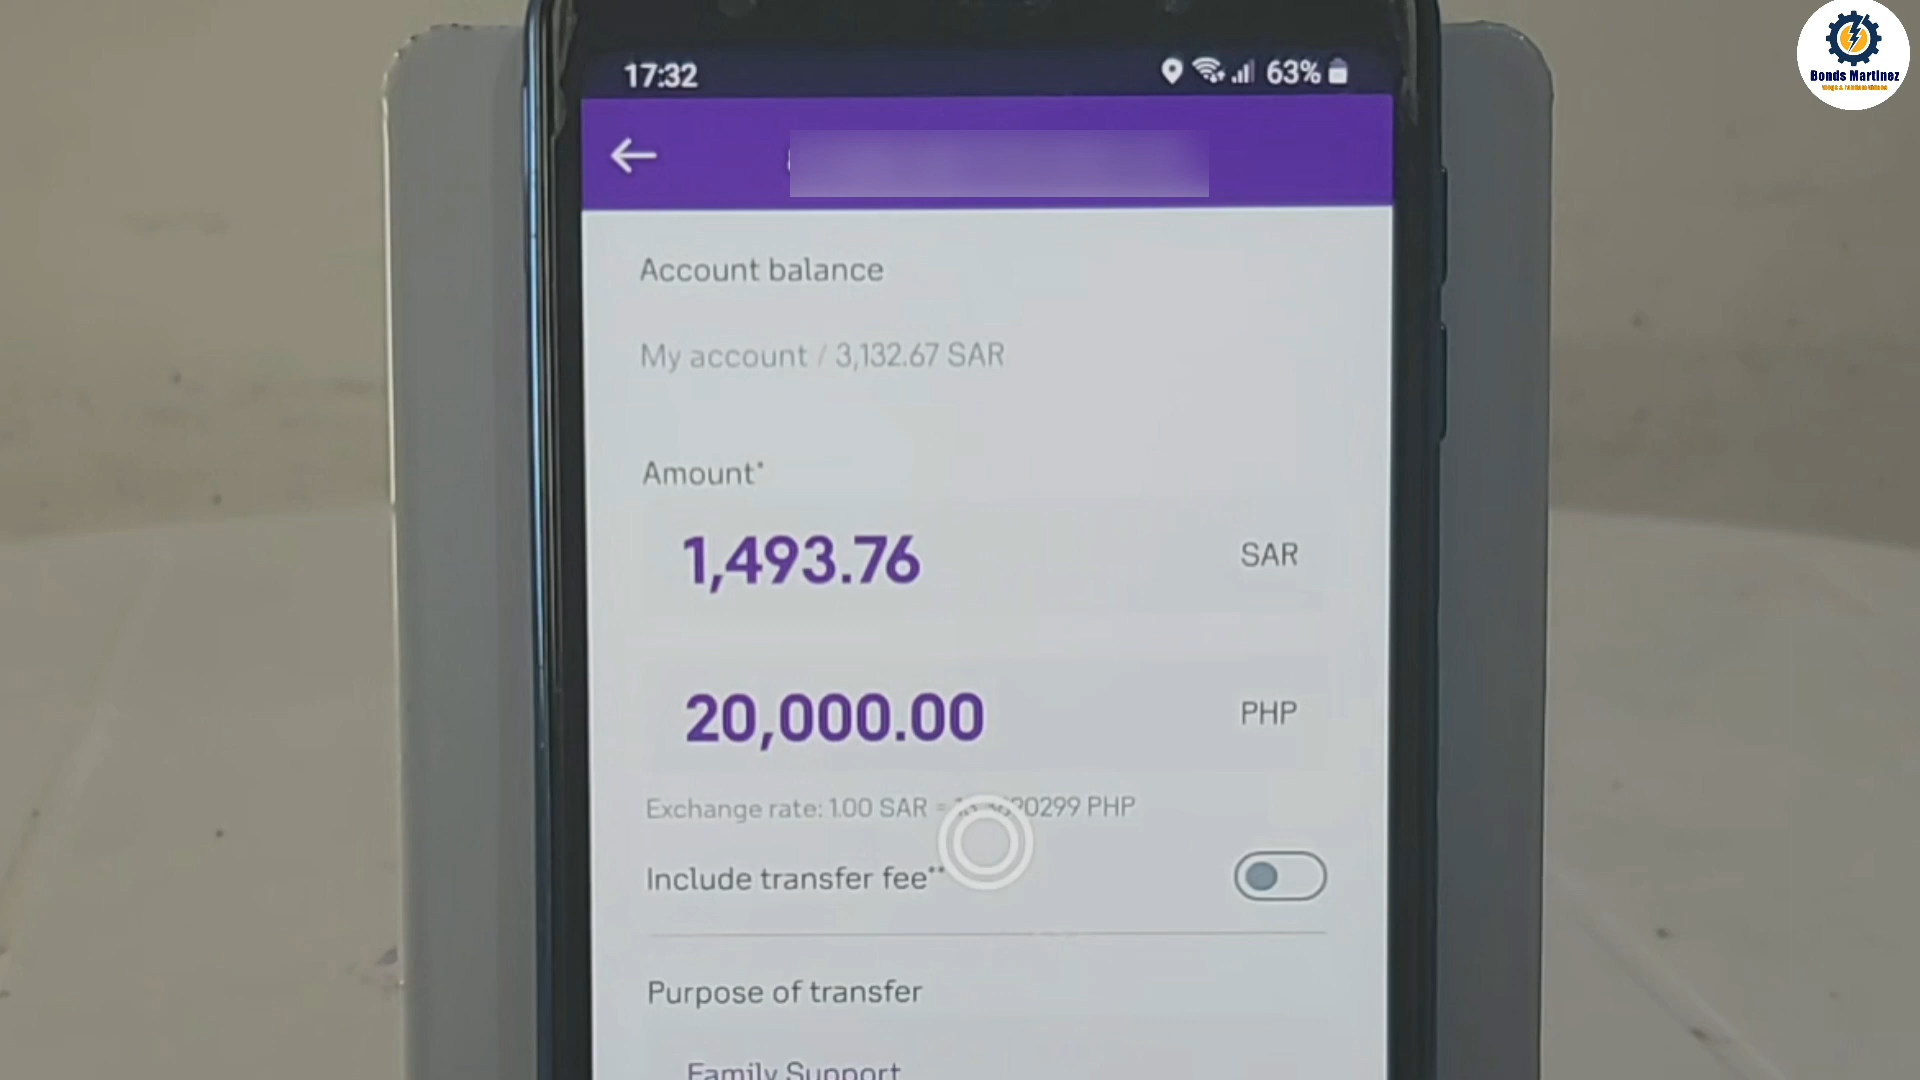 17:32
63%
Bonds Martinez
Account balance
My account / 3,132.67 SAR
Amount*
1,493.76 SAR
20,000.00 PHP
Exchange rate: 1.00 SAR = 0299 PHP
Include transfer fee**
Purpose of transfer
Family Support